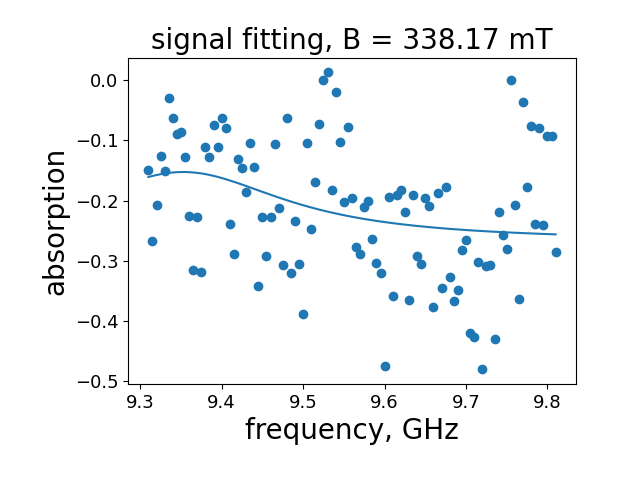 signal fitting, B = 338.17 mT
absorption
0.0
−0.1
−0.2
−0.3
−0.4
−0.5
9.3 9.4 9.5 9.6 9.7 9.8
frequency, GHz